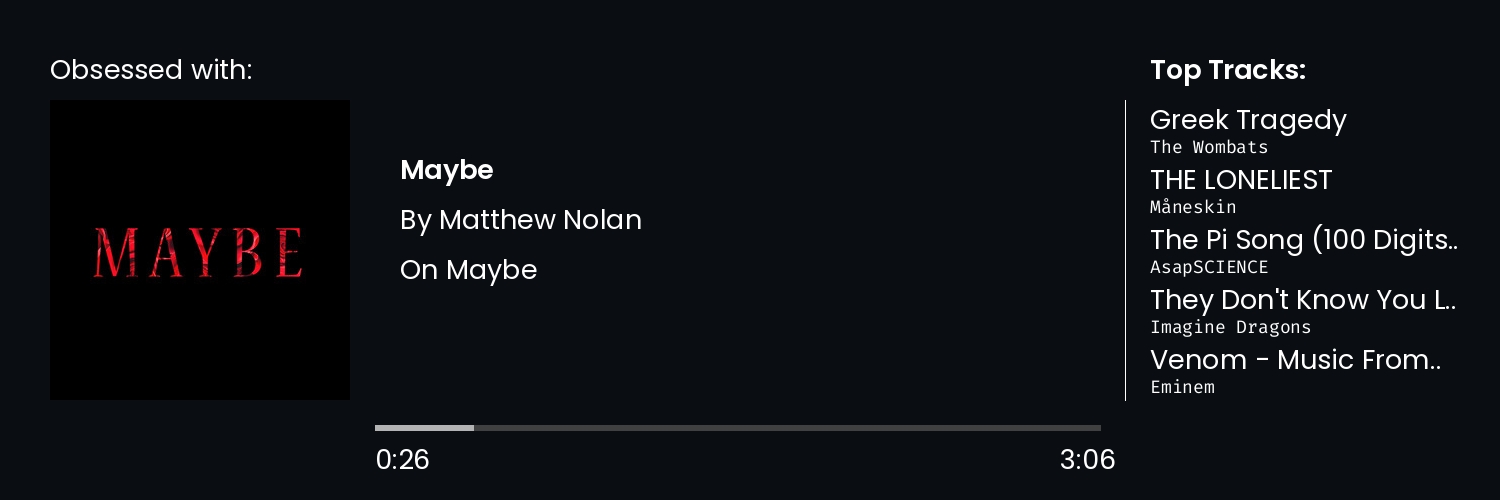 Obsessed with:
MAYBE
Maybe
By Matthew Nolan
On Maybe
0:26
3:06
Top Tracks:
Greek Tragedy
The Wombats
THE LONELIEST
Måneskin
The Pi Song (100 Digits..
AsapSCIENCE
They Don't Know You L..
Imagine Dragons
Venom - Music From..
Eminem